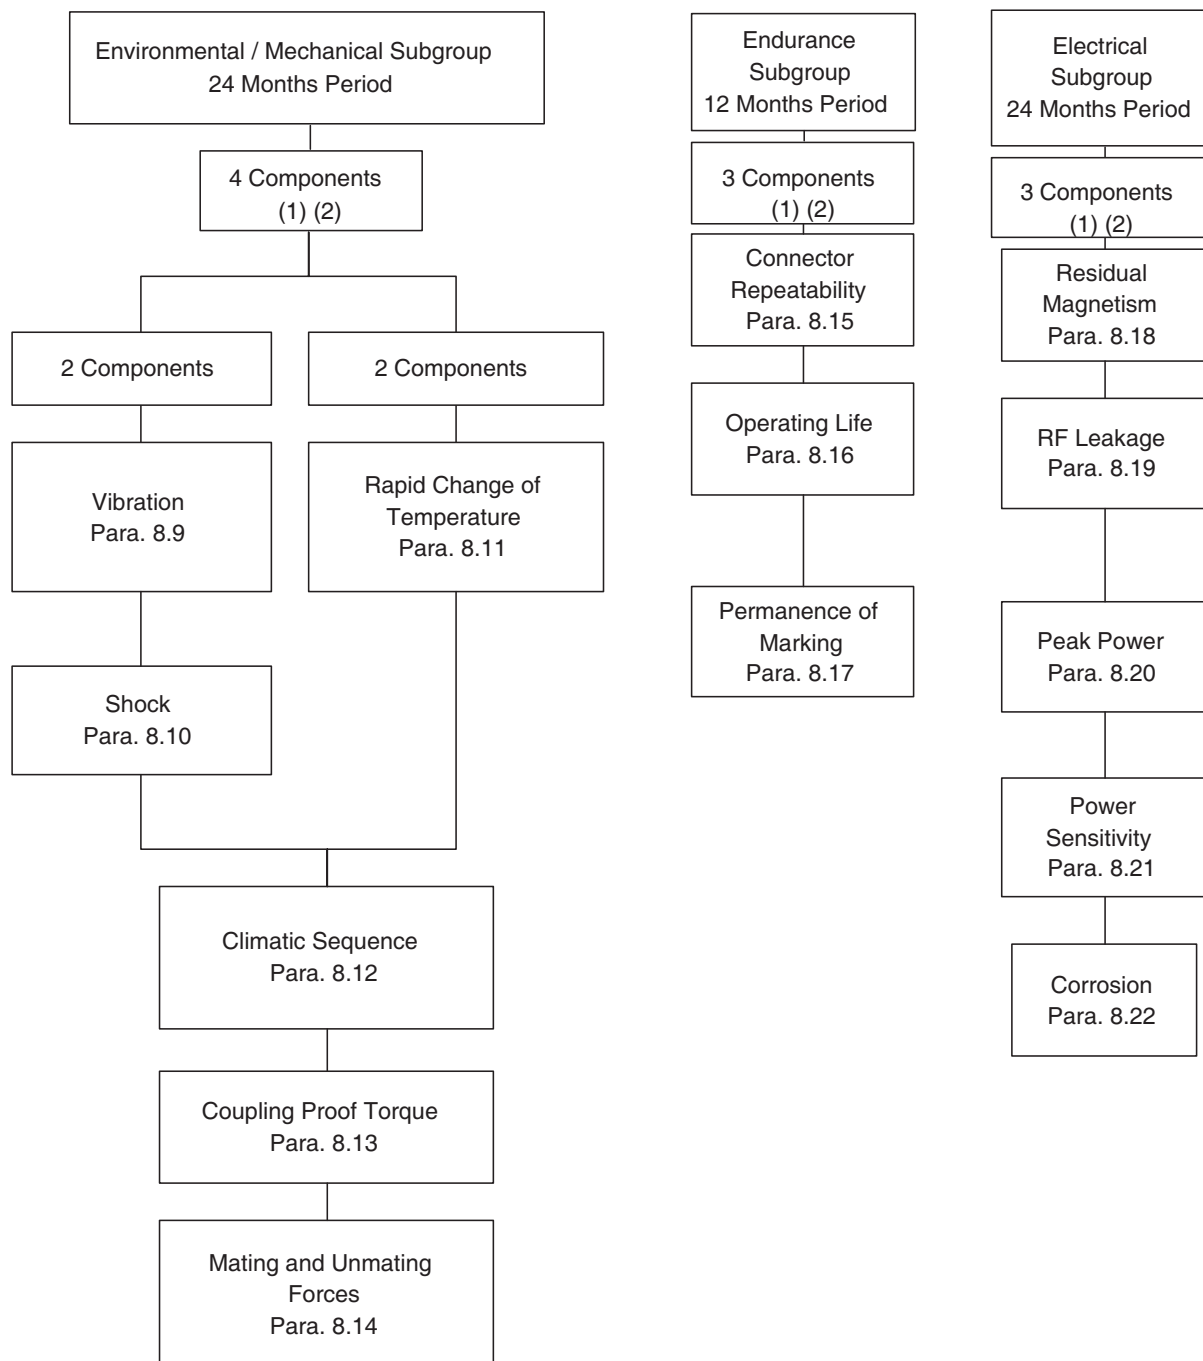 Environmental / Mechanical Subgroup
24 Months Period
4 Components
(1) (2)
2 Components
2 Components
Vibration
Para. 8.9
Rapid Change of
Temperature
Para. 8.11
Shock
Para. 8.10
Climatic Sequence
Para. 8.12
Coupling Proof Torque
Para. 8.13
Mating and Unmating
Forces
Para. 8.14
Endurance
Subgroup
12 Months Period
3 Components
(1) (2)
Connector
Repeatability
Para. 8.15
Operating Life
Para. 8.16
Permanence of
Marking
Para. 8.17
Electrical
Subgroup
24 Months Period
3 Components
(1) (2)
Residual
Magnetism
Para. 8.18
RF Leakage
Para. 8.19
Peak Power
Para. 8.20
Power
Sensitivity
Para. 8.21
Corrosion
Para. 8.22